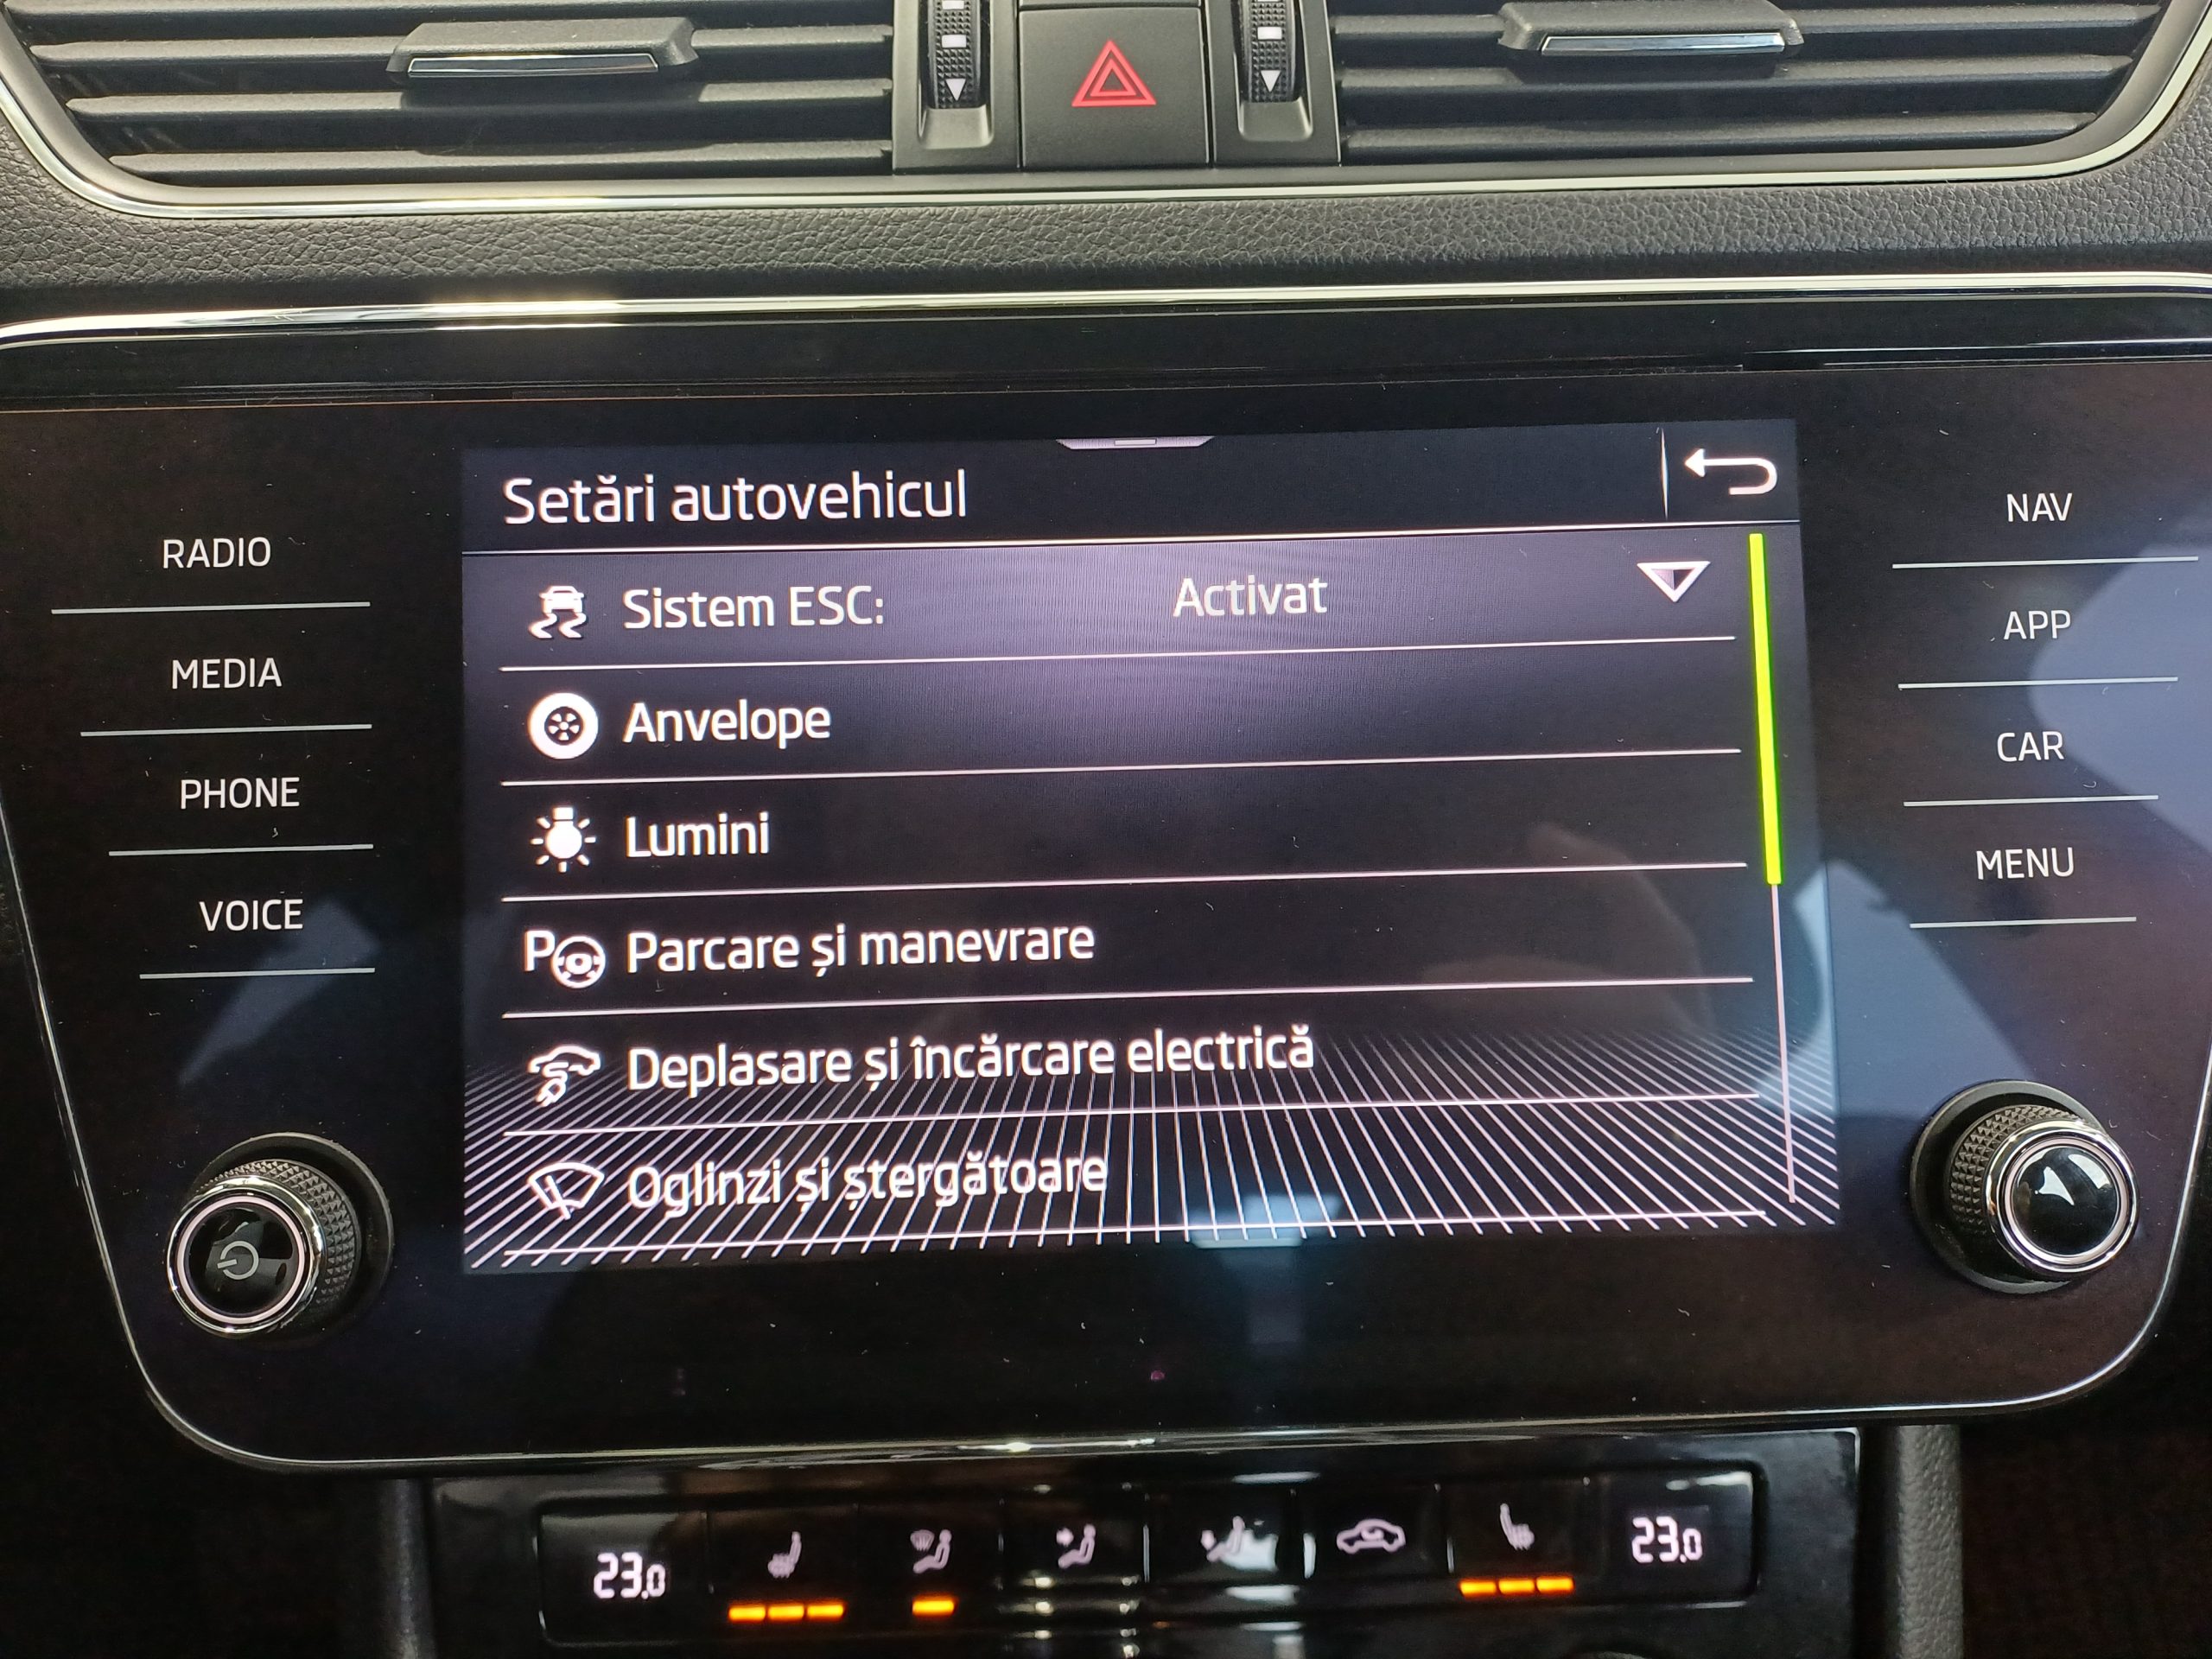 Setări autovehicul
RADIO
MEDIA
PHONE
VOICE
Sistem ESC: Activat
Anvelope
Lumini
P Parcare și manevrare
Deplasare și încărcare electrică
Oglinzi și ștergătoare
NAV
APP
CAR
MENU
23.0
23.0